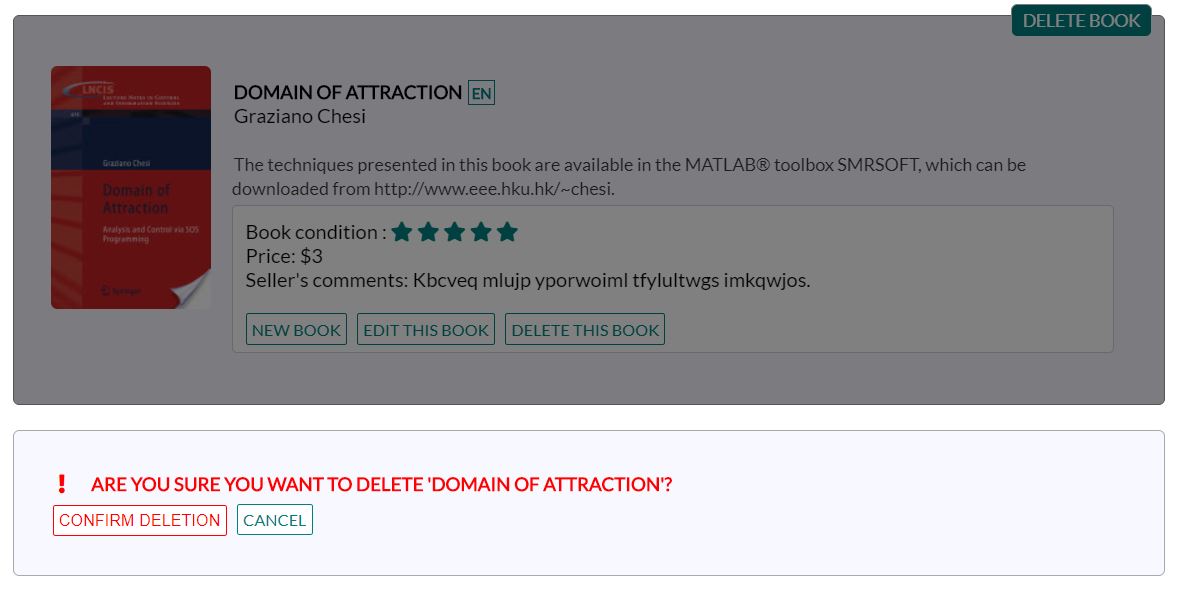 DELETE BOOK
LNCIS
LECTURE NOTES IN CONTROL
AND INFORMATION SCIENCES
Graziano Chesi
Domain of
Attraction
Analysis and Control via SOS
Programming
Springer
DOMAIN OF ATTRACTION EN
Graziano Chesi
The techniques presented in this book are available in the MATLAB® toolbox SMRSOFT, which can be
downloaded from http://www.eee.hku.hk/~chesi.
Book condition :
Price: $3
Seller's comments: Kbcveq mlujp yporwoiml tfylultwgs imkqwjos.
NEW BOOK EDIT THIS BOOK DELETE THIS BOOK
! ARE YOU SURE YOU WANT TO DELETE 'DOMAIN OF ATTRACTION'?
CONFIRM DELETION CANCEL